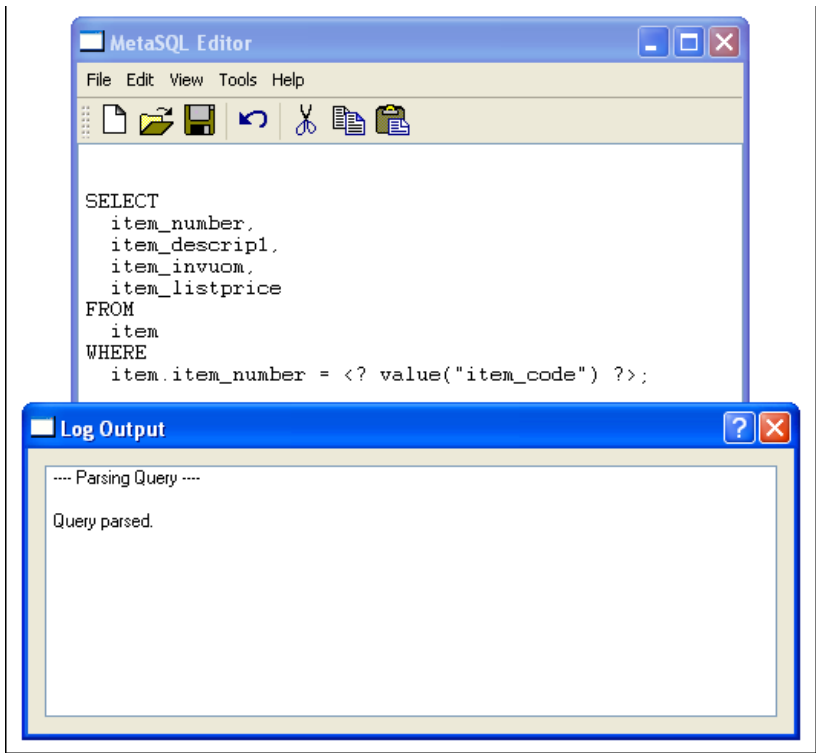 MetaSQL Editor
File Edit View Tools Help
SELECT
item_number,
item_descrip1,
item_invuom,
item_listprice
FROM
item
WHERE
item.item_number = <? value("item_code") ?>;
Log Output
---- Parsing Query ----
Query parsed.